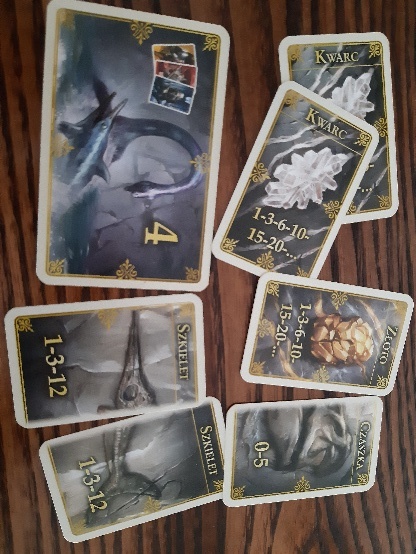 4
KWARC
KWARC
1-3-6-10-
15-20-...
ZŁOTO
1-3-6-10-
15-20-...
SZKIELET
1-3-12
SZKIELET
1-3-12
CZASZKA
0-5